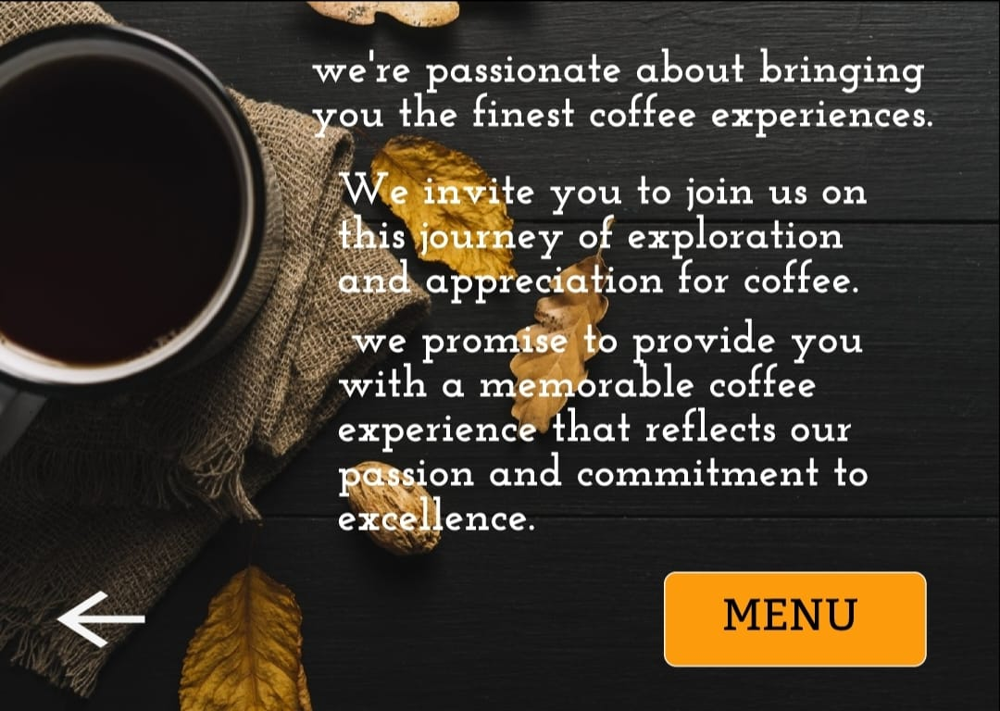 we're passionate about bringing
you the finest coffee experiences.
We invite you to join us on
this journey of exploration
and appreciation for coffee.
we promise to provide you
with a memorable coffee
experience that reflects our
passion and commitment to
excellence.
MENU